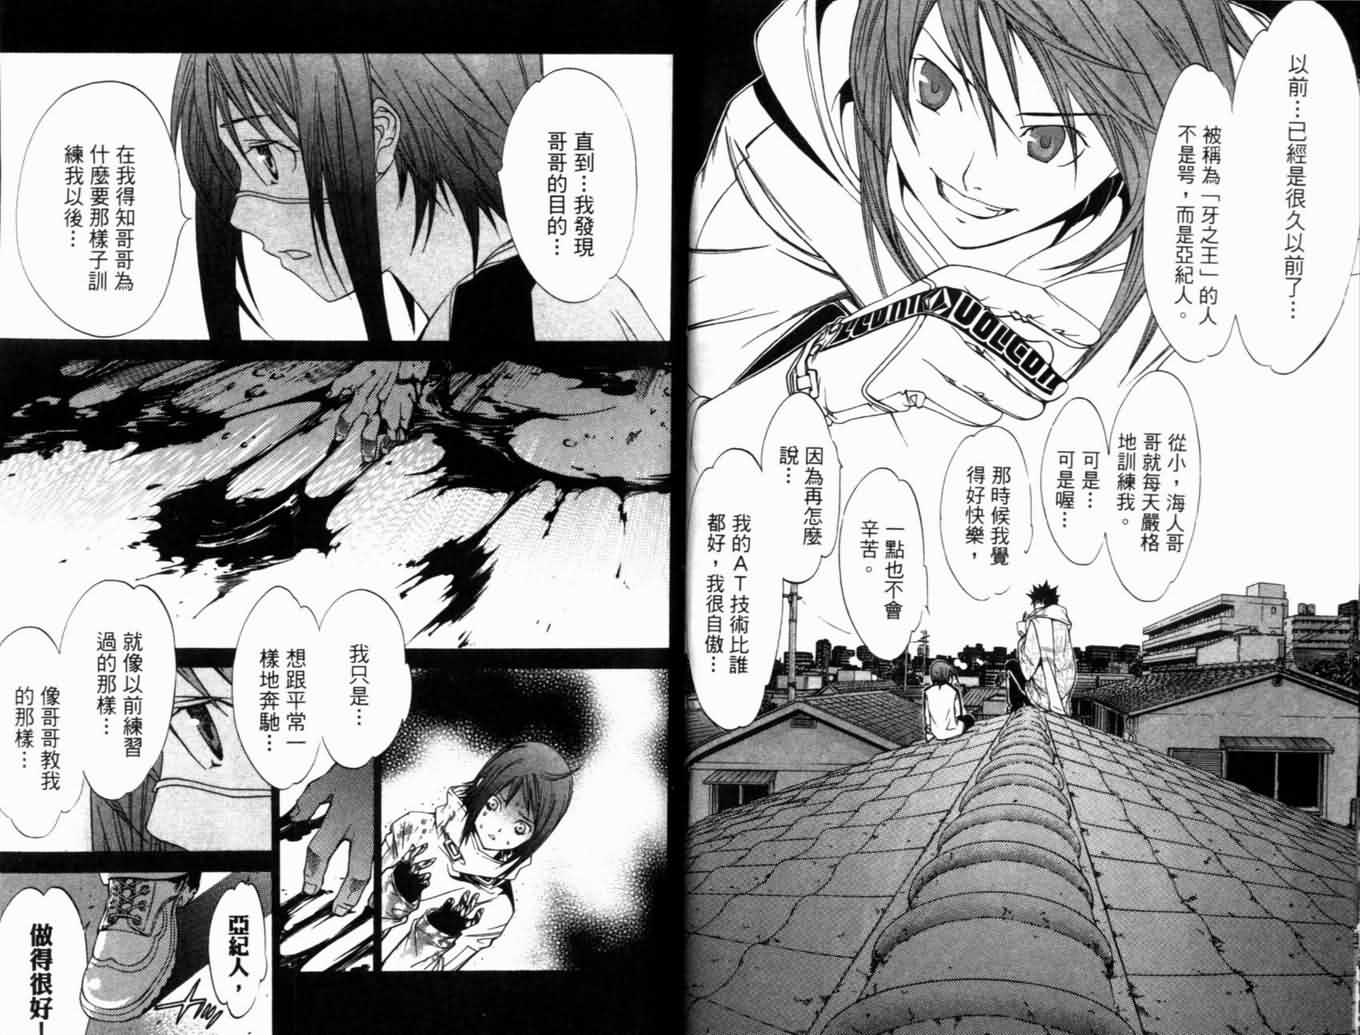 以前…已經是很久以前了…
被稱為「牙之王」的人
不是咢，而是亞紀人。
從小，海人哥
哥就每天嚴格
地訓練我。
可是…
可是喔…
那時候我覺
得好快樂，
一點也不會
辛苦。
因為再怎麼
說…
我的AT技術比誰
都好，我很自傲…
直到…我發現
哥哥的目的…
在我得知哥哥為
什麼要那樣子訓
練我以後…
我只是…
想跟平常一
樣地奔馳…
就像以前練習
過的那樣…
像哥哥教我
的那樣…
亞紀人，
做得很好！